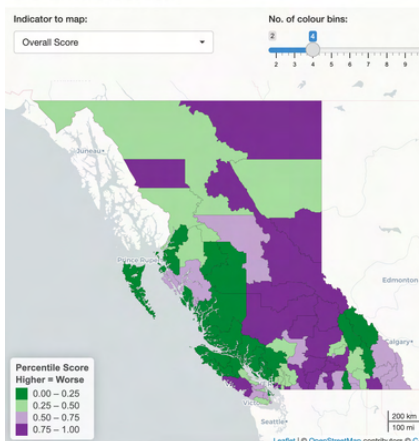 Indicator to map:
No. of colour bins:
Overall Score
2 4
2 3 4 5 6 7 8 9
Juneau
Prince Rupe
Edmonton
Calgary
Vic
Seattle
Percentile Score
Higher = Worse
0.00 – 0.25
0.25 – 0.50
0.50 – 0.75
0.75 – 1.00
200 km
100 mi
Leaflet | © OpenStreetMap contributors ©